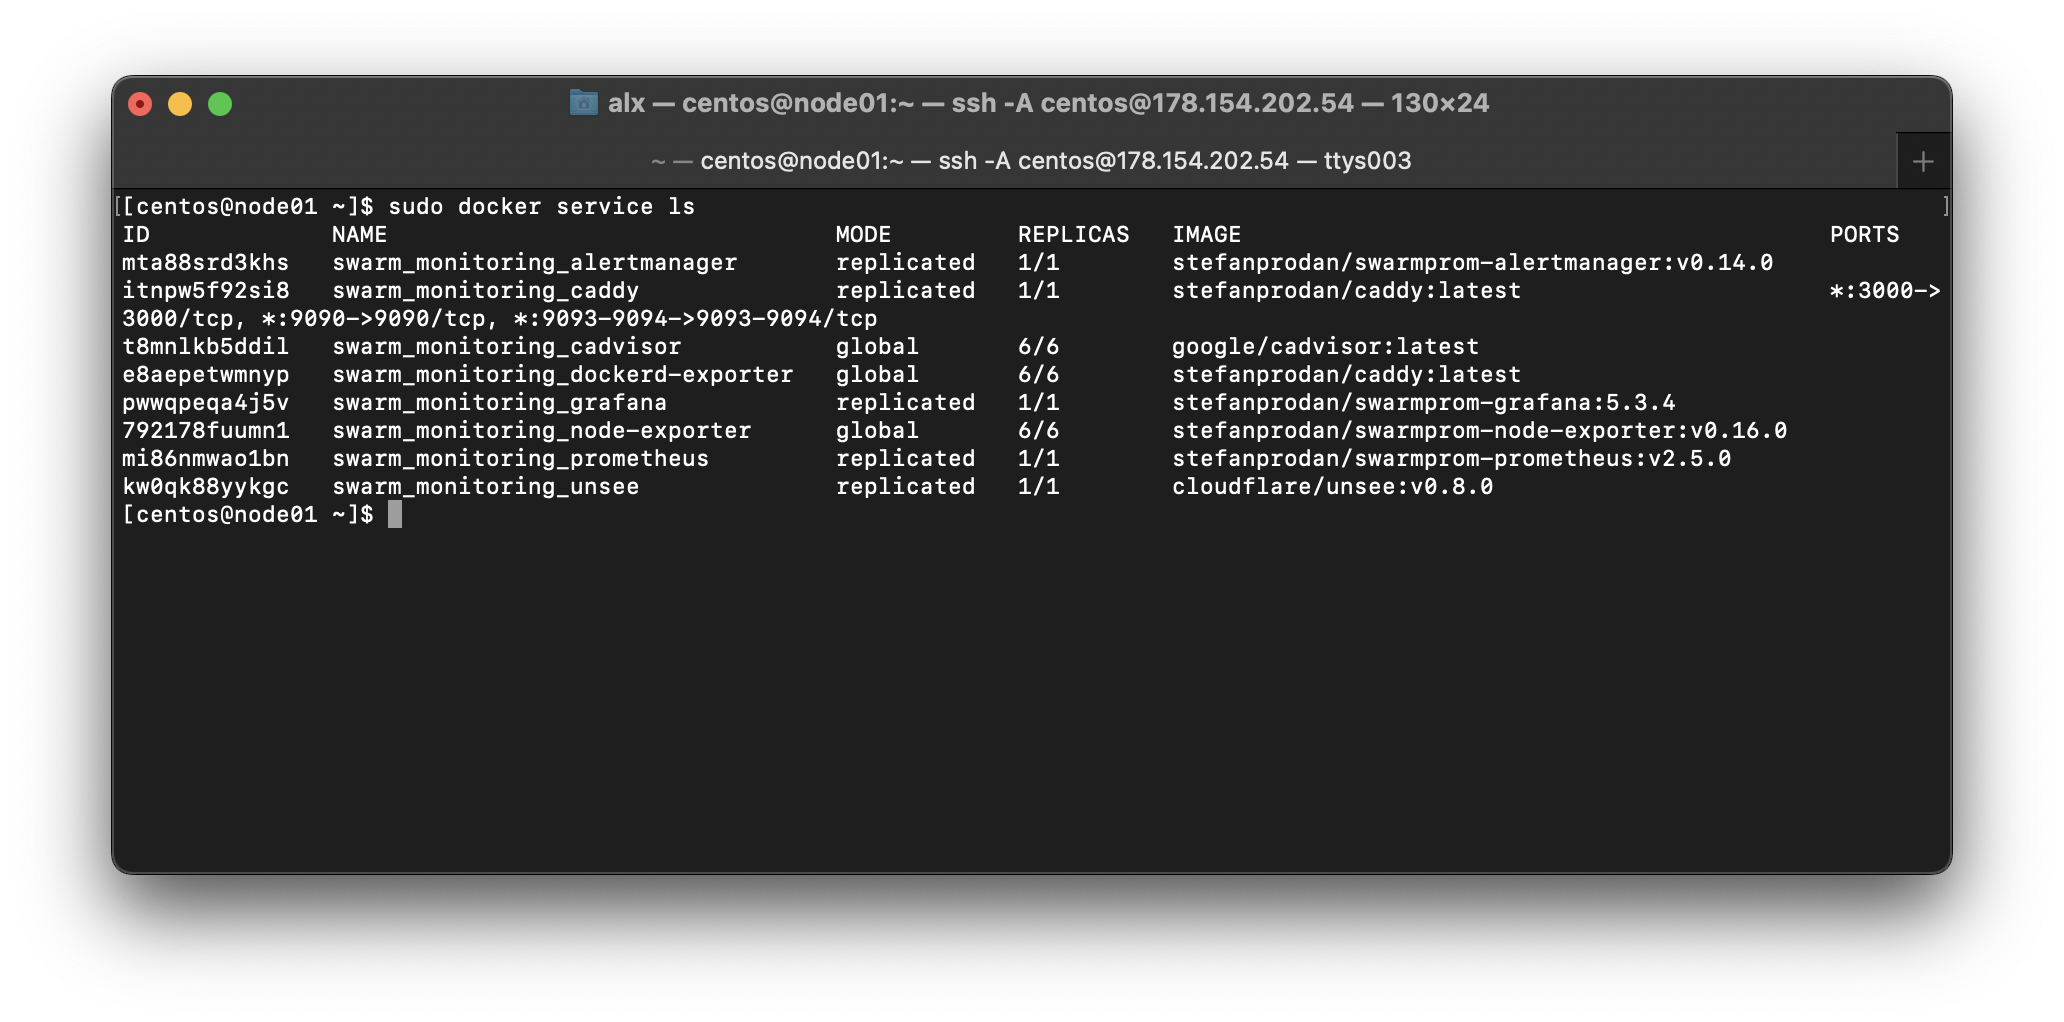 alx — centos@node01:~ — ssh -A centos@178.154.202.54 — 130×24
~ — centos@node01:~ — ssh -A centos@178.154.202.54 — ttys003 +
[[centos@node01 ~]$ sudo docker service ls ]
ID NAME MODE REPLICAS IMAGE PORTS
mta88srd3khs swarm_monitoring_alertmanager replicated 1/1 stefanprodan/swarmprom-alertmanager:v0.14.0
itnpw5f92si8 swarm_monitoring_caddy replicated 1/1 stefanprodan/caddy:latest *:3000->
3000/tcp, *:9090->9090/tcp, *:9093-9094->9093-9094/tcp
t8mnlkb5ddil swarm_monitoring_cadvisor global 6/6 google/cadvisor:latest
e8aepetwmnyp swarm_monitoring_dockerd-exporter global 6/6 stefanprodan/caddy:latest
pwwqpeqa4j5v swarm_monitoring_grafana replicated 1/1 stefanprodan/swarmprom-grafana:5.3.4
792178fuumn1 swarm_monitoring_node-exporter global 6/6 stefanprodan/swarmprom-node-exporter:v0.16.0
mi86nmwao1bn swarm_monitoring_prometheus replicated 1/1 stefanprodan/swarmprom-prometheus:v2.5.0
kw0qk88yykgc swarm_monitoring_unsee replicated 1/1 cloudflare/unsee:v0.8.0
[centos@node01 ~]$